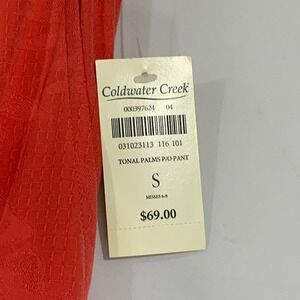 Coldwater Creek
000397624 04
031023113 116 101
TONAL PALMS P/O PANT
S
MISSES 6-8
$69.00